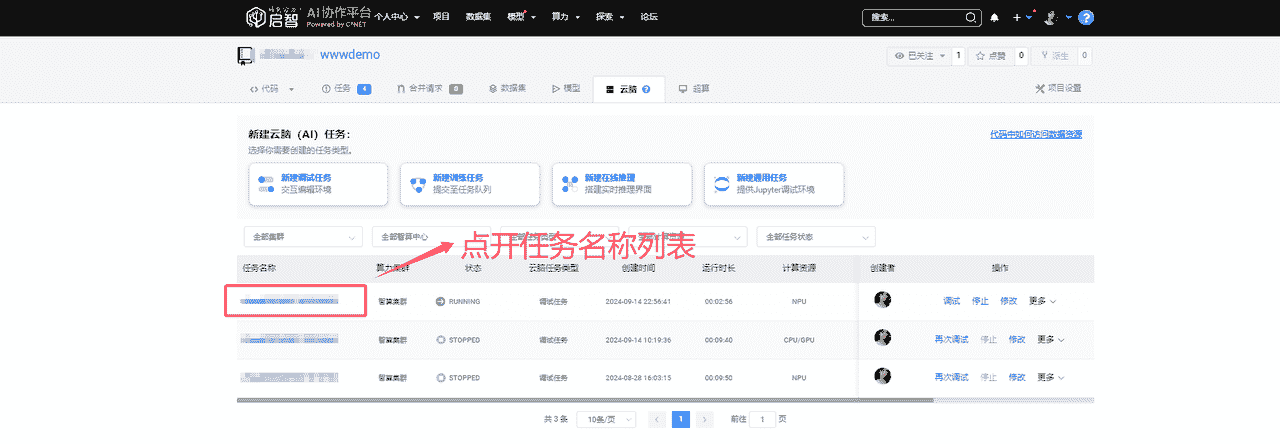 启智 AI协作平台 Powered by C²NET 个人中心 项目 数据集 模型 算力 探索 论坛 搜索...
wwwdemo 已关注 1 点赞 0 派生 0
代码 任务 4 合并请求 0 数据集 模型 云脑 超算 项目设置
新建云脑（AI）任务： 代码中如何访问数据资源
选择你需要创建的任务类型。
新建调试任务 新建训练任务 新建在线推理 新建通用任务
交互编辑环境 提交至任务队列 搭建实时推理界面 提供Jupyter调试环境
全部集群 全部智算中心 全部任务状态
点开任务名称列表
任务名称 算力集群 状态 云脑任务类型 创建时间 运行时长 计算资源 创建者 操作
智算集群 RUNNING 调试任务 2024-09-14 22:56:41 00:02:56 NPU 调试 停止 修改 更多
智算集群 STOPPED 调试任务 2024-09-14 10:19:36 00:09:40 CPU/GPU 再次调试 停止 修改 更多
智算集群 STOPPED 调试任务 2024-08-28 16:03:15 00:09:50 NPU 再次调试 停止 修改 更多
共 3 条 10条/页 1 前往 1 页